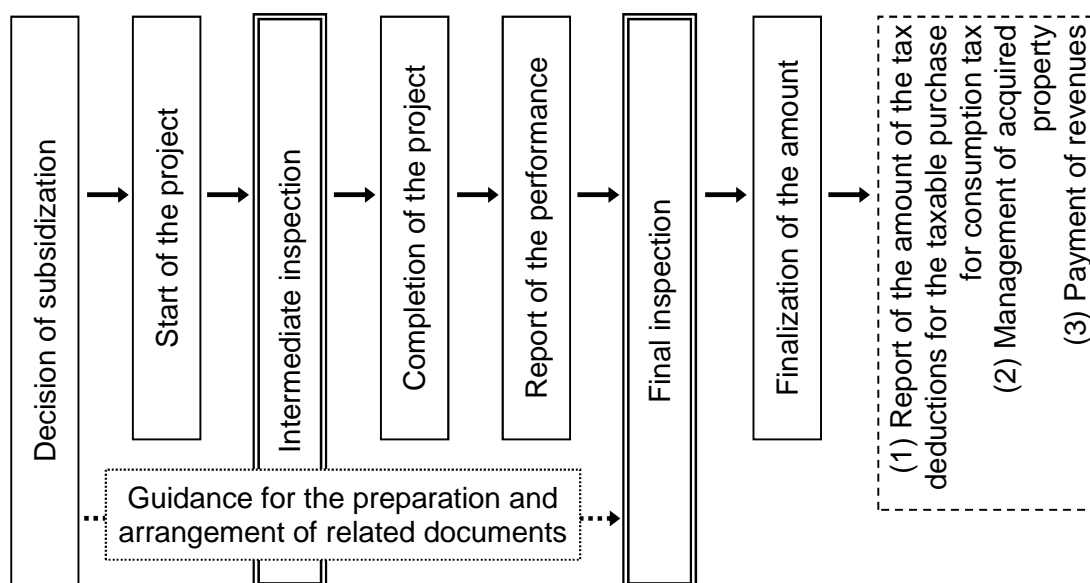 Decision of subsidization
Start of the project
Intermediate inspection
Completion of the project
Report of the performance
Final inspection
Finalization of the amount
(1) Report of the amount of the tax
deductions for the taxable purchase
for consumption tax
(2) Management of acquired
property
(3) Payment of revenues
Guidance for the preparation and
arrangement of related documents